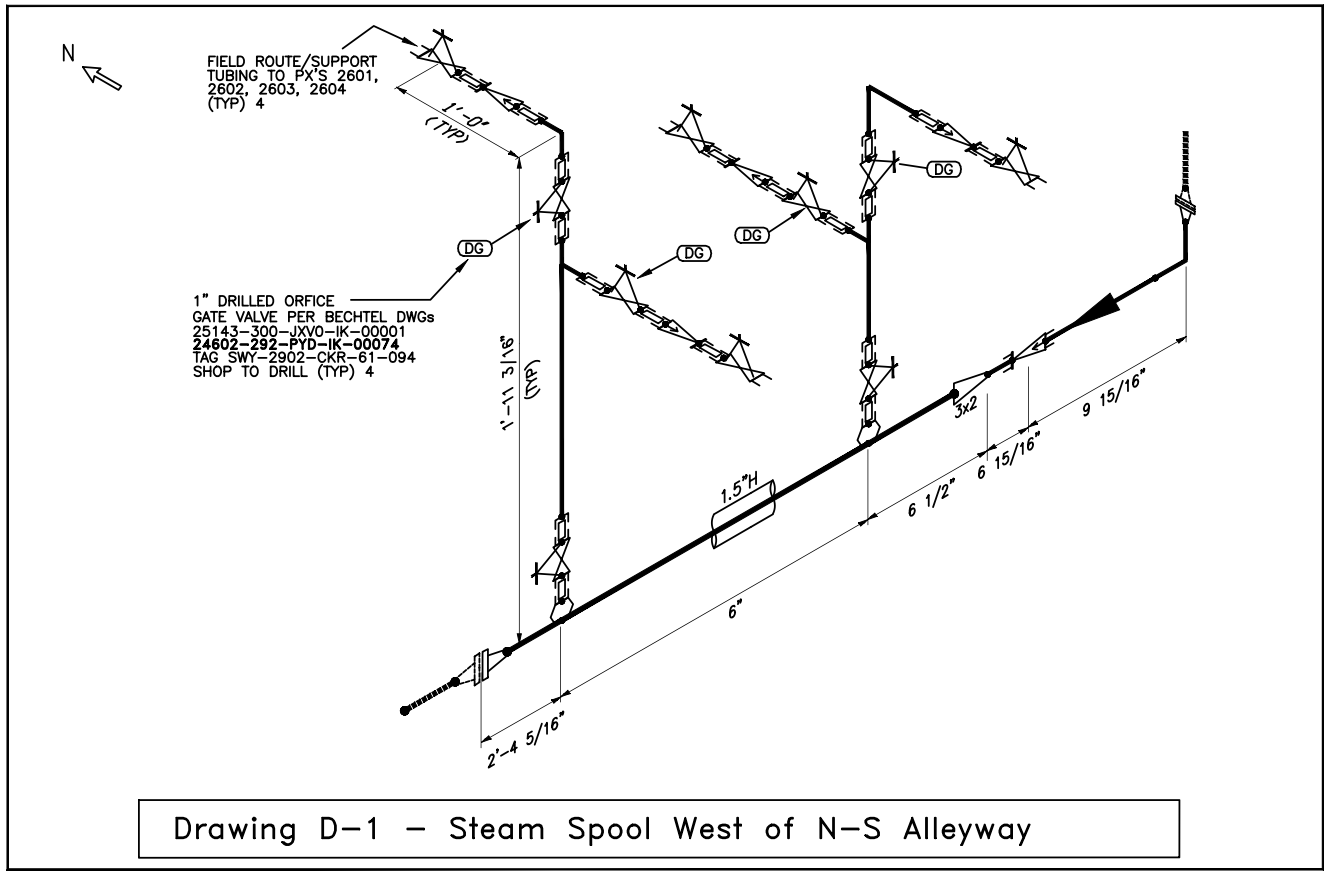 N
FIELD ROUTE/SUPPORT
TUBING TO PX'S 2601,
2602, 2603, 2604
(TYP) 4
1'-0"
(TYP)
DG
DG
DG
DG
1" DRILLED ORFICE
GATE VALVE PER BECHTEL DWGs
25143-300-JXV0-IK-00001
24602-292-PYD-IK-00074
TAG SWY-2902-CKR-61-094
SHOP TO DRILL (TYP) 4
1'-11 3/16"
(TYP)
3x2
9 15/16"
6 15/16"
6 1/2"
1.5"H
6"
2'-4 5/16"
Drawing D-1 - Steam Spool West of N-S Alleyway